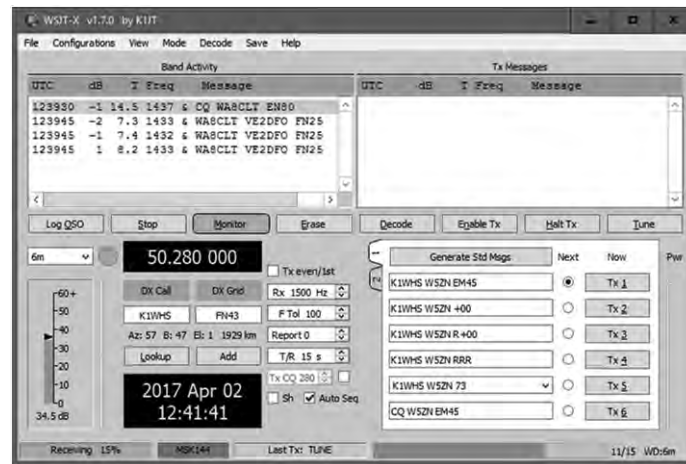 WSJT-X v1.7.0 by K1JT
File Configurations View Mode Decode Save Help
Band Activity
Tx Messages
UTC dB T Freq Message
UTC dB T Freq Message
123930 -1 14.5 1437 & CQ WA8CLT EN80
123945 -2 7.3 1433 & WA8CLT VE2DFO FN25
123945 -1 7.4 1432 & WA8CLT VE2DFO FN25
123945 1 8.2 1433 & WA8CLT VE2DFO FN25
Log QSO Stop Monitor Erase Decode Enable Tx Halt Tx Tune
6m
50.280 000
Tx even/1st
DX Call DX Grid
Rx 1500 Hz
K1WHS FN43
F Tol 100
Az: 57 B: 47 El: 1 1929 km
Report 0
Lookup Add
T/R 15 s
Tx CQ 280
2017 Apr 02
12:41:41
Sh Auto Seq
60+
50
40
30
20
10
0
34.5 dB
1
2
Generate Std Msgs Next Now Pwr
K1WHS W5ZN EM45 Tx 1
K1WHS W5ZN +00 Tx 2
K1WHS W5ZN R+00 Tx 3
K1WHS W5ZN RRR Tx 4
K1WHS W5ZN 73 Tx 5
CQ W5ZN EM45 Tx 6
Receiving 15% MSK144 Last Tx: TUNE 11/15 WD:6m